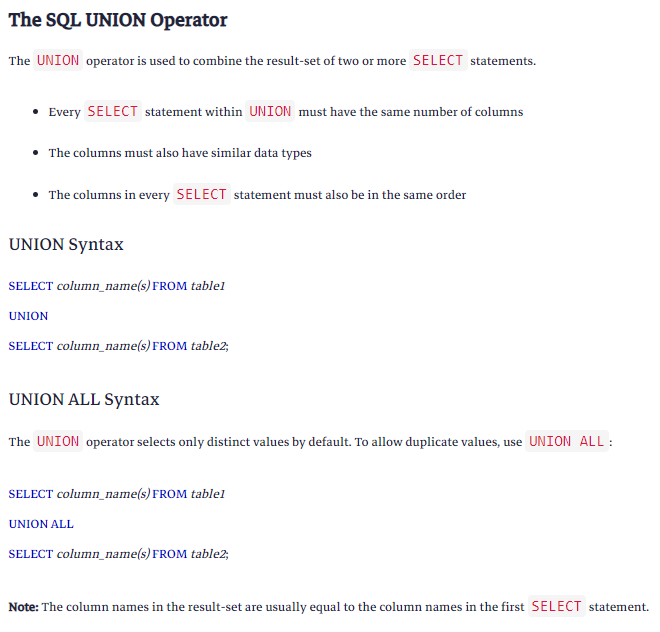 The SQL UNION Operator
The UNION operator is used to combine the result-set of two or more SELECT statements.
• Every SELECT statement within UNION must have the same number of columns
• The columns must also have similar data types
• The columns in every SELECT statement must also be in the same order
UNION Syntax
SELECT column_name(s) FROM table1
UNION
SELECT column_name(s) FROM table2;
UNION ALL Syntax
The UNION operator selects only distinct values by default. To allow duplicate values, use UNION ALL :
SELECT column_name(s) FROM table1
UNION ALL
SELECT column_name(s) FROM table2;
Note: The column names in the result-set are usually equal to the column names in the first SELECT statement.